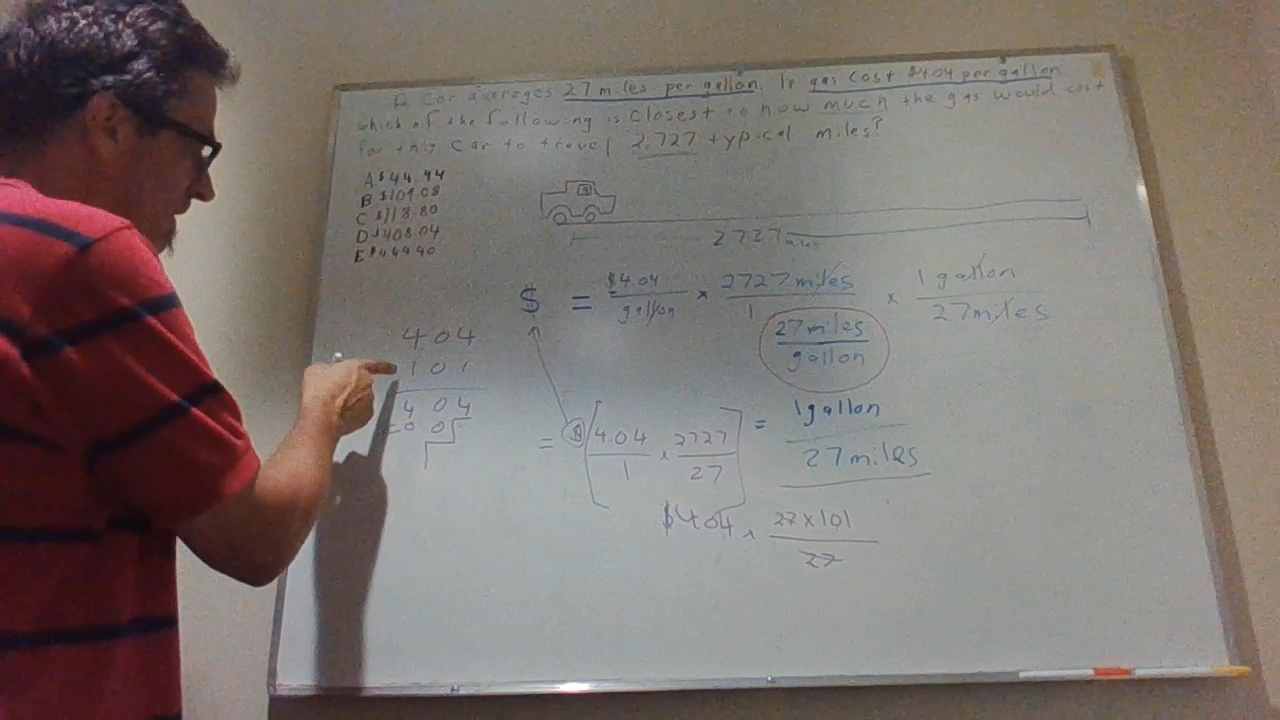 A car averages 27 miles per gallon. If gas cost $4.04 per gallon
which of the following is closest to how much the gas would cost
for this car to travel 2,727 typical miles?
A $44.44
B $109.08
C $118.80
D $408.04
E $449.90
2727 miles
$ = $4.04 / gallon × 2727 miles / 1 × 1 gallon / 27 miles
27 miles / gallon
404
101
404
00
= $ [ 4.04 / 1 × 2727 / 27 ] = 1 gallon / 27 miles
$4.04 × 27 × 101 / 27